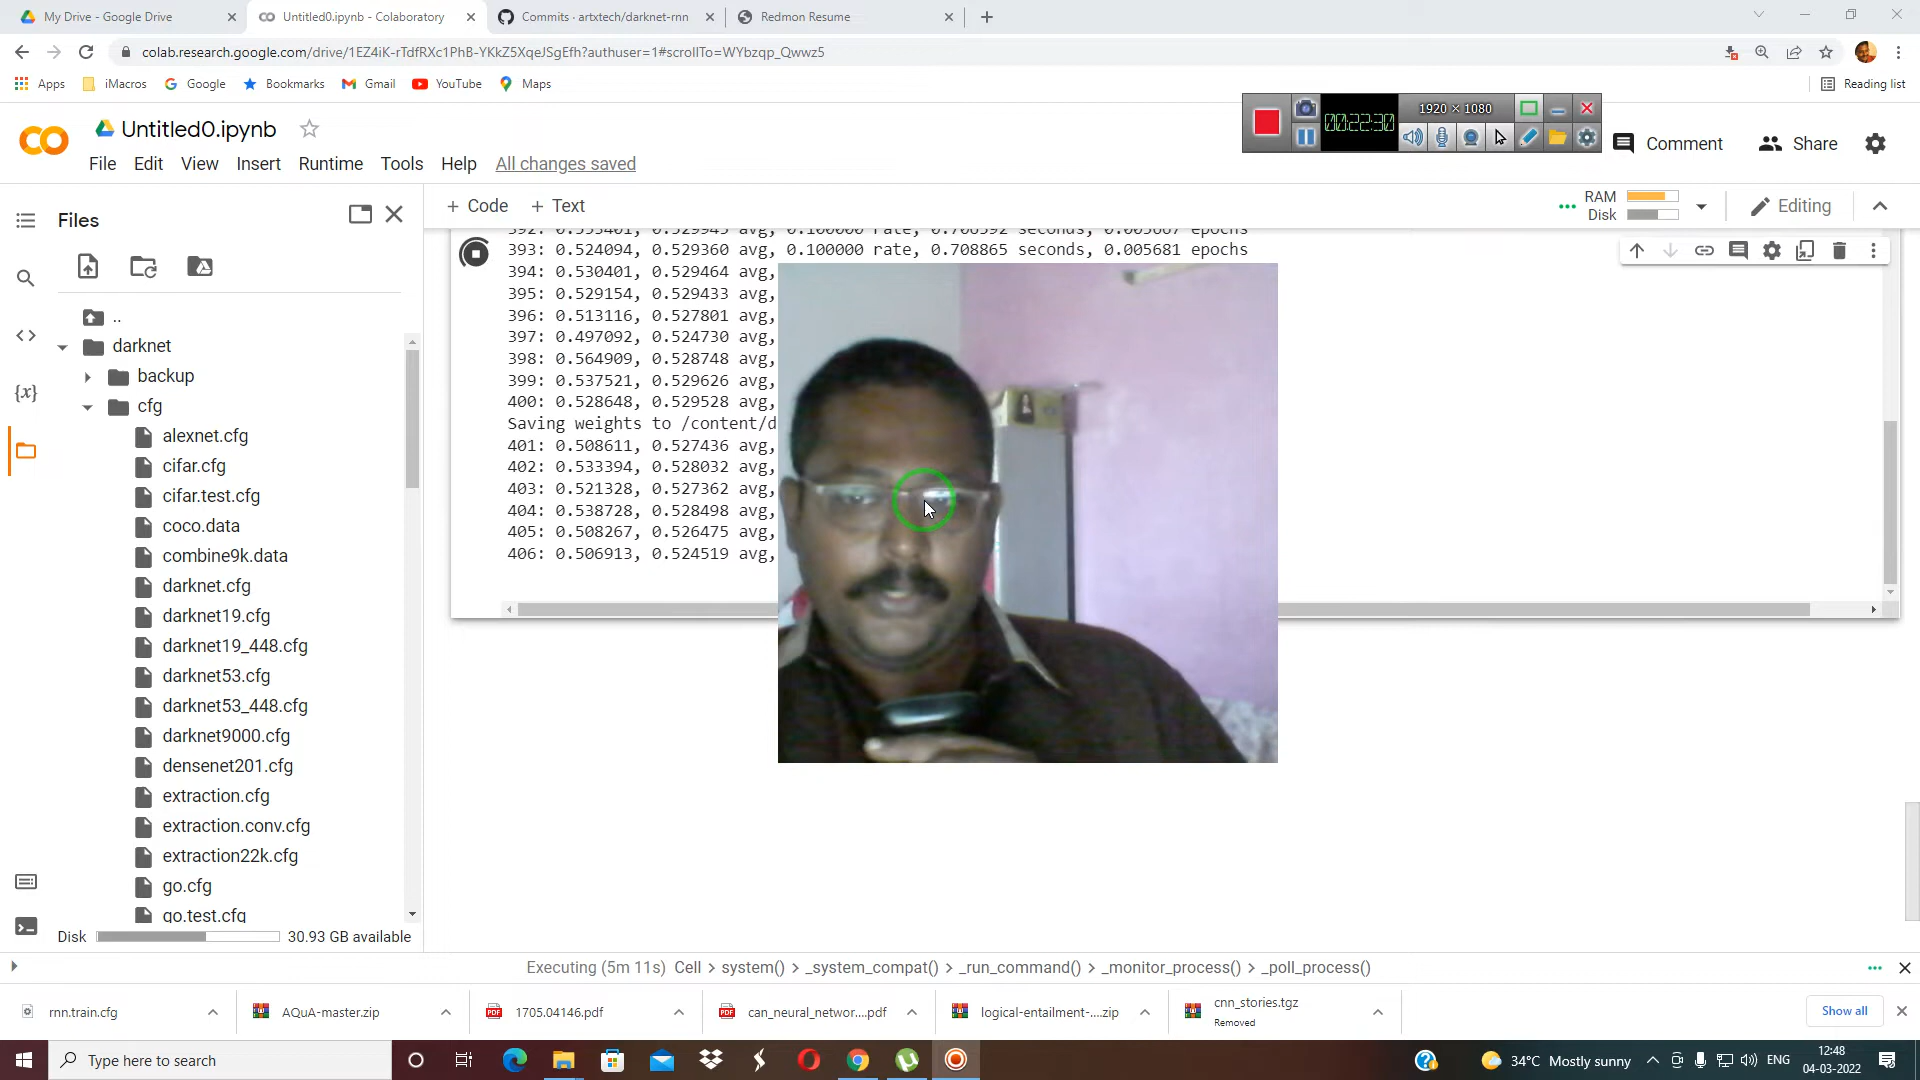 My Drive - Google Drive
Untitled0.ipynb - Colaboratory
Commits · artxtech/darknet-rnn
Redmon Resume
colab.research.google.com/drive/1EZ4iK-rTdfRXc1PhB-YKkZ5XqeJSgEfh?authuser=1#scrollTo=WYbzqp_Qwwz5
Apps
iMacros
Google
Bookmarks
Gmail
YouTube
Maps
Reading list
Untitled0.ipynb
00:22:30
1920 × 1080
Comment
Share
File
Edit
View
Insert
Runtime
Tools
Help
All changes saved
Files
+ Code
+ Text
RAM
Disk
Editing
..
darknet
backup
cfg
alexnet.cfg
cifar.cfg
cifar.test.cfg
coco.data
combine9k.data
darknet.cfg
darknet19.cfg
darknet19_448.cfg
darknet53.cfg
darknet53_448.cfg
darknet9000.cfg
densenet201.cfg
extraction.cfg
extraction.conv.cfg
extraction22k.cfg
go.cfg
go.test.cfg
Disk
30.93 GB available
393: 0.524094, 0.529360 avg, 0.100000 rate, 0.708865 seconds, 0.005681 epochs
394: 0.530401, 0.529464 avg,
395: 0.529154, 0.529433 avg,
396: 0.513116, 0.527801 avg,
397: 0.497092, 0.524730 avg,
398: 0.564909, 0.528748 avg,
399: 0.537521, 0.529626 avg,
400: 0.528648, 0.529528 avg,
Saving weights to /content/d
401: 0.508611, 0.527436 avg,
402: 0.533394, 0.528032 avg,
403: 0.521328, 0.527362 avg,
404: 0.538728, 0.528498 avg,
405: 0.508267, 0.526475 avg,
406: 0.506913, 0.524519 avg,
Executing (5m 11s) Cell > system() > _system_compat() > _run_command() > _monitor_process() > _poll_process()
rnn.train.cfg
AQuA-master.zip
1705.04146.pdf
can_neural_networ....pdf
logical-entailment-....zip
cnn_stories.tgz
Removed
Show all
Type here to search
34°C Mostly sunny
ENG
12:48
04-03-2022